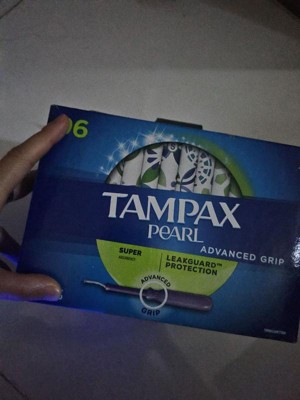 96
TAMPAX
PEARL
ADVANCED GRIP
SUPER
LEAKGUARD™
PROTECTION
ADVANCED
GRIP